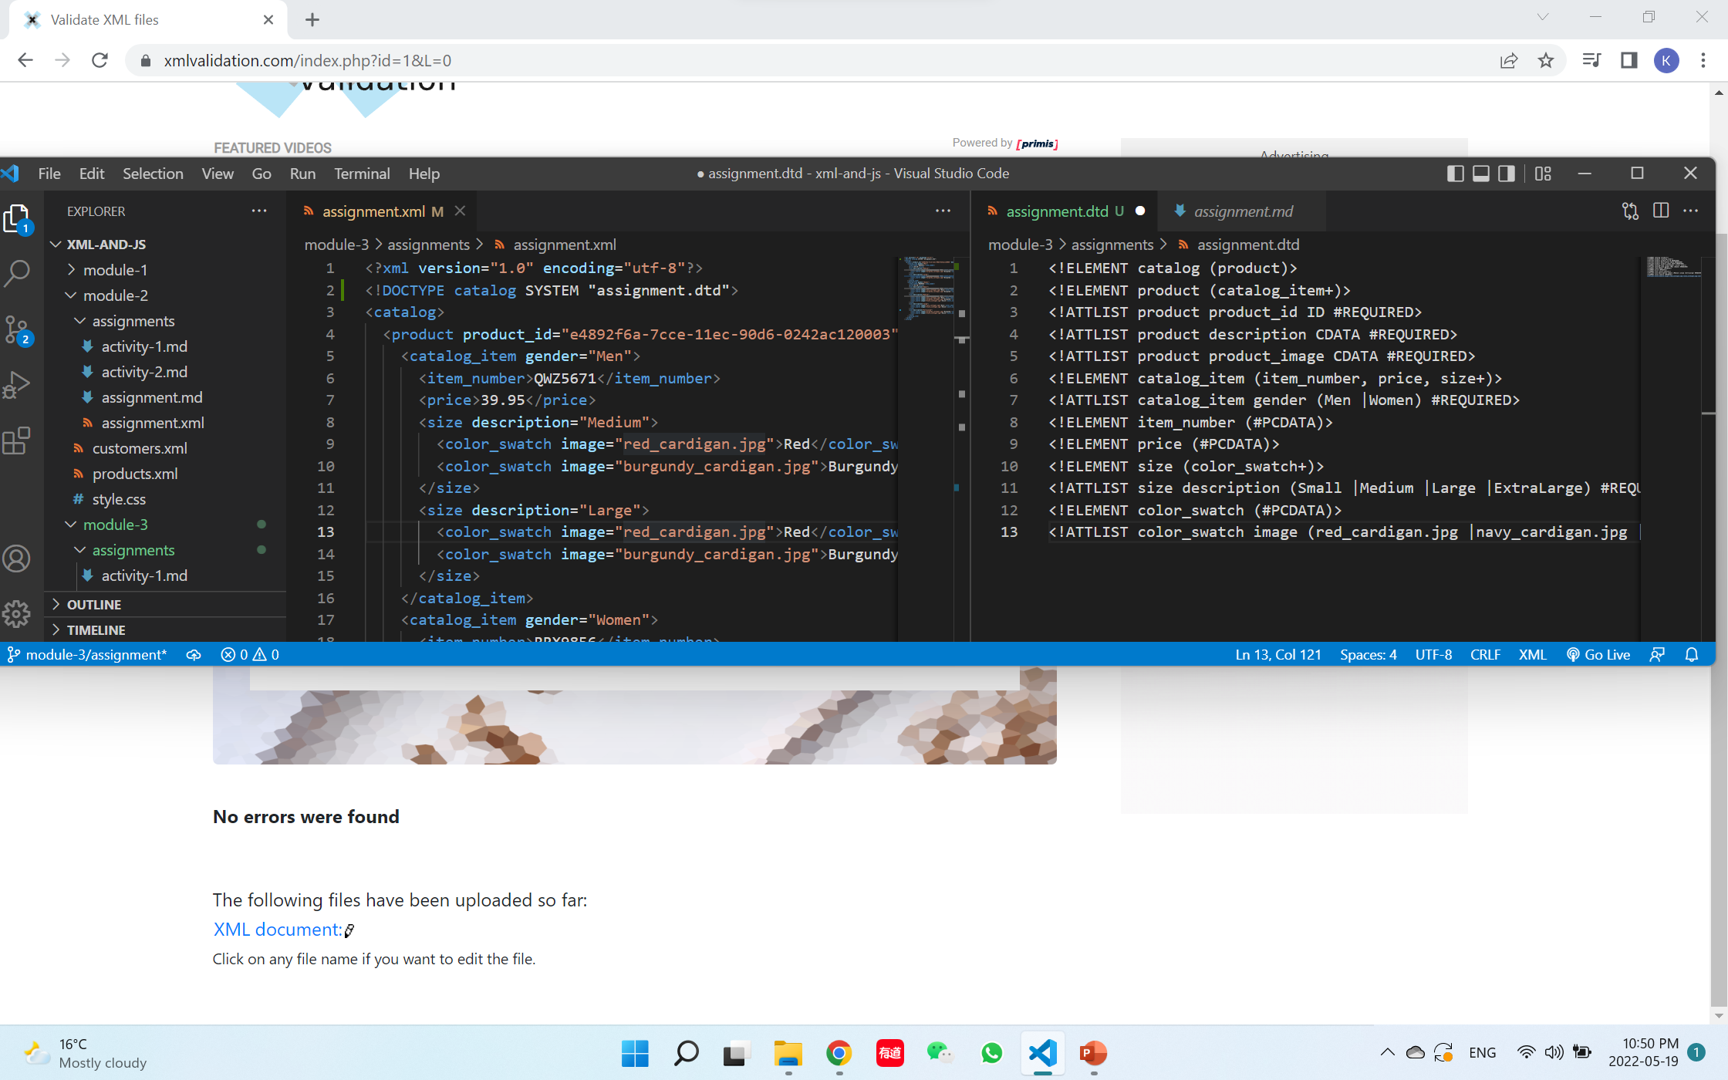 Validate XML files
xmlvalidation.com/index.php?id=1&L=0
K
validation
FEATURED VIDEOS
Powered by [primis]
Advertising
File Edit Selection View Go Run Terminal Help
● assignment.dtd - xml-and-js - Visual Studio Code
EXPLORER
XML-AND-JS
module-1
module-2
assignments
activity-1.md
activity-2.md
assignment.md
assignment.xml
customers.xml
products.xml
# style.css
module-3
assignments
activity-1.md
OUTLINE
TIMELINE
1
2
assignment.xml M
module-3 > assignments > assignment.xml
1 <?xml version="1.0" encoding="utf-8"?>
2 <!DOCTYPE catalog SYSTEM "assignment.dtd">
3 <catalog>
4 <product product_id="e4892f6a-7cce-11ec-90d6-0242ac120003"
5 <catalog_item gender="Men">
6 <item_number>QWZ5671</item_number>
7 <price>39.95</price>
8 <size description="Medium">
9 <color_swatch image="red_cardigan.jpg">Red</color_sw
10 <color_swatch image="burgundy_cardigan.jpg">Burgundy
11 </size>
12 <size description="Large">
13 <color_swatch image="red_cardigan.jpg">Red</color_sw
14 <color_swatch image="burgundy_cardigan.jpg">Burgundy
15 </size>
16 </catalog_item>
17 <catalog_item gender="Women">
18 <item_number>RRX9856</item_number>
assignment.dtd U ● assignment.md
module-3 > assignments > assignment.dtd
1 <!ELEMENT catalog (product)>
2 <!ELEMENT product (catalog_item+)>
3 <!ATTLIST product product_id ID #REQUIRED>
4 <!ATTLIST product description CDATA #REQUIRED>
5 <!ATTLIST product product_image CDATA #REQUIRED>
6 <!ELEMENT catalog_item (item_number, price, size+)>
7 <!ATTLIST catalog_item gender (Men |Women) #REQUIRED>
8 <!ELEMENT item_number (#PCDATA)>
9 <!ELEMENT price (#PCDATA)>
10 <!ELEMENT size (color_swatch+)>
11 <!ATTLIST size description (Small |Medium |Large |ExtraLarge) #REQU
12 <!ELEMENT color_swatch (#PCDATA)>
13 <!ATTLIST color_swatch image (red_cardigan.jpg |navy_cardigan.jpg |
module-3/assignment* 0 0 Ln 13, Col 121 Spaces: 4 UTF-8 CRLF XML Go Live
No errors were found
The following files have been uploaded so far:
XML document:
Click on any file name if you want to edit the file.
16°C
Mostly cloudy
有道
P
ENG
10:50 PM
2022-05-19
1